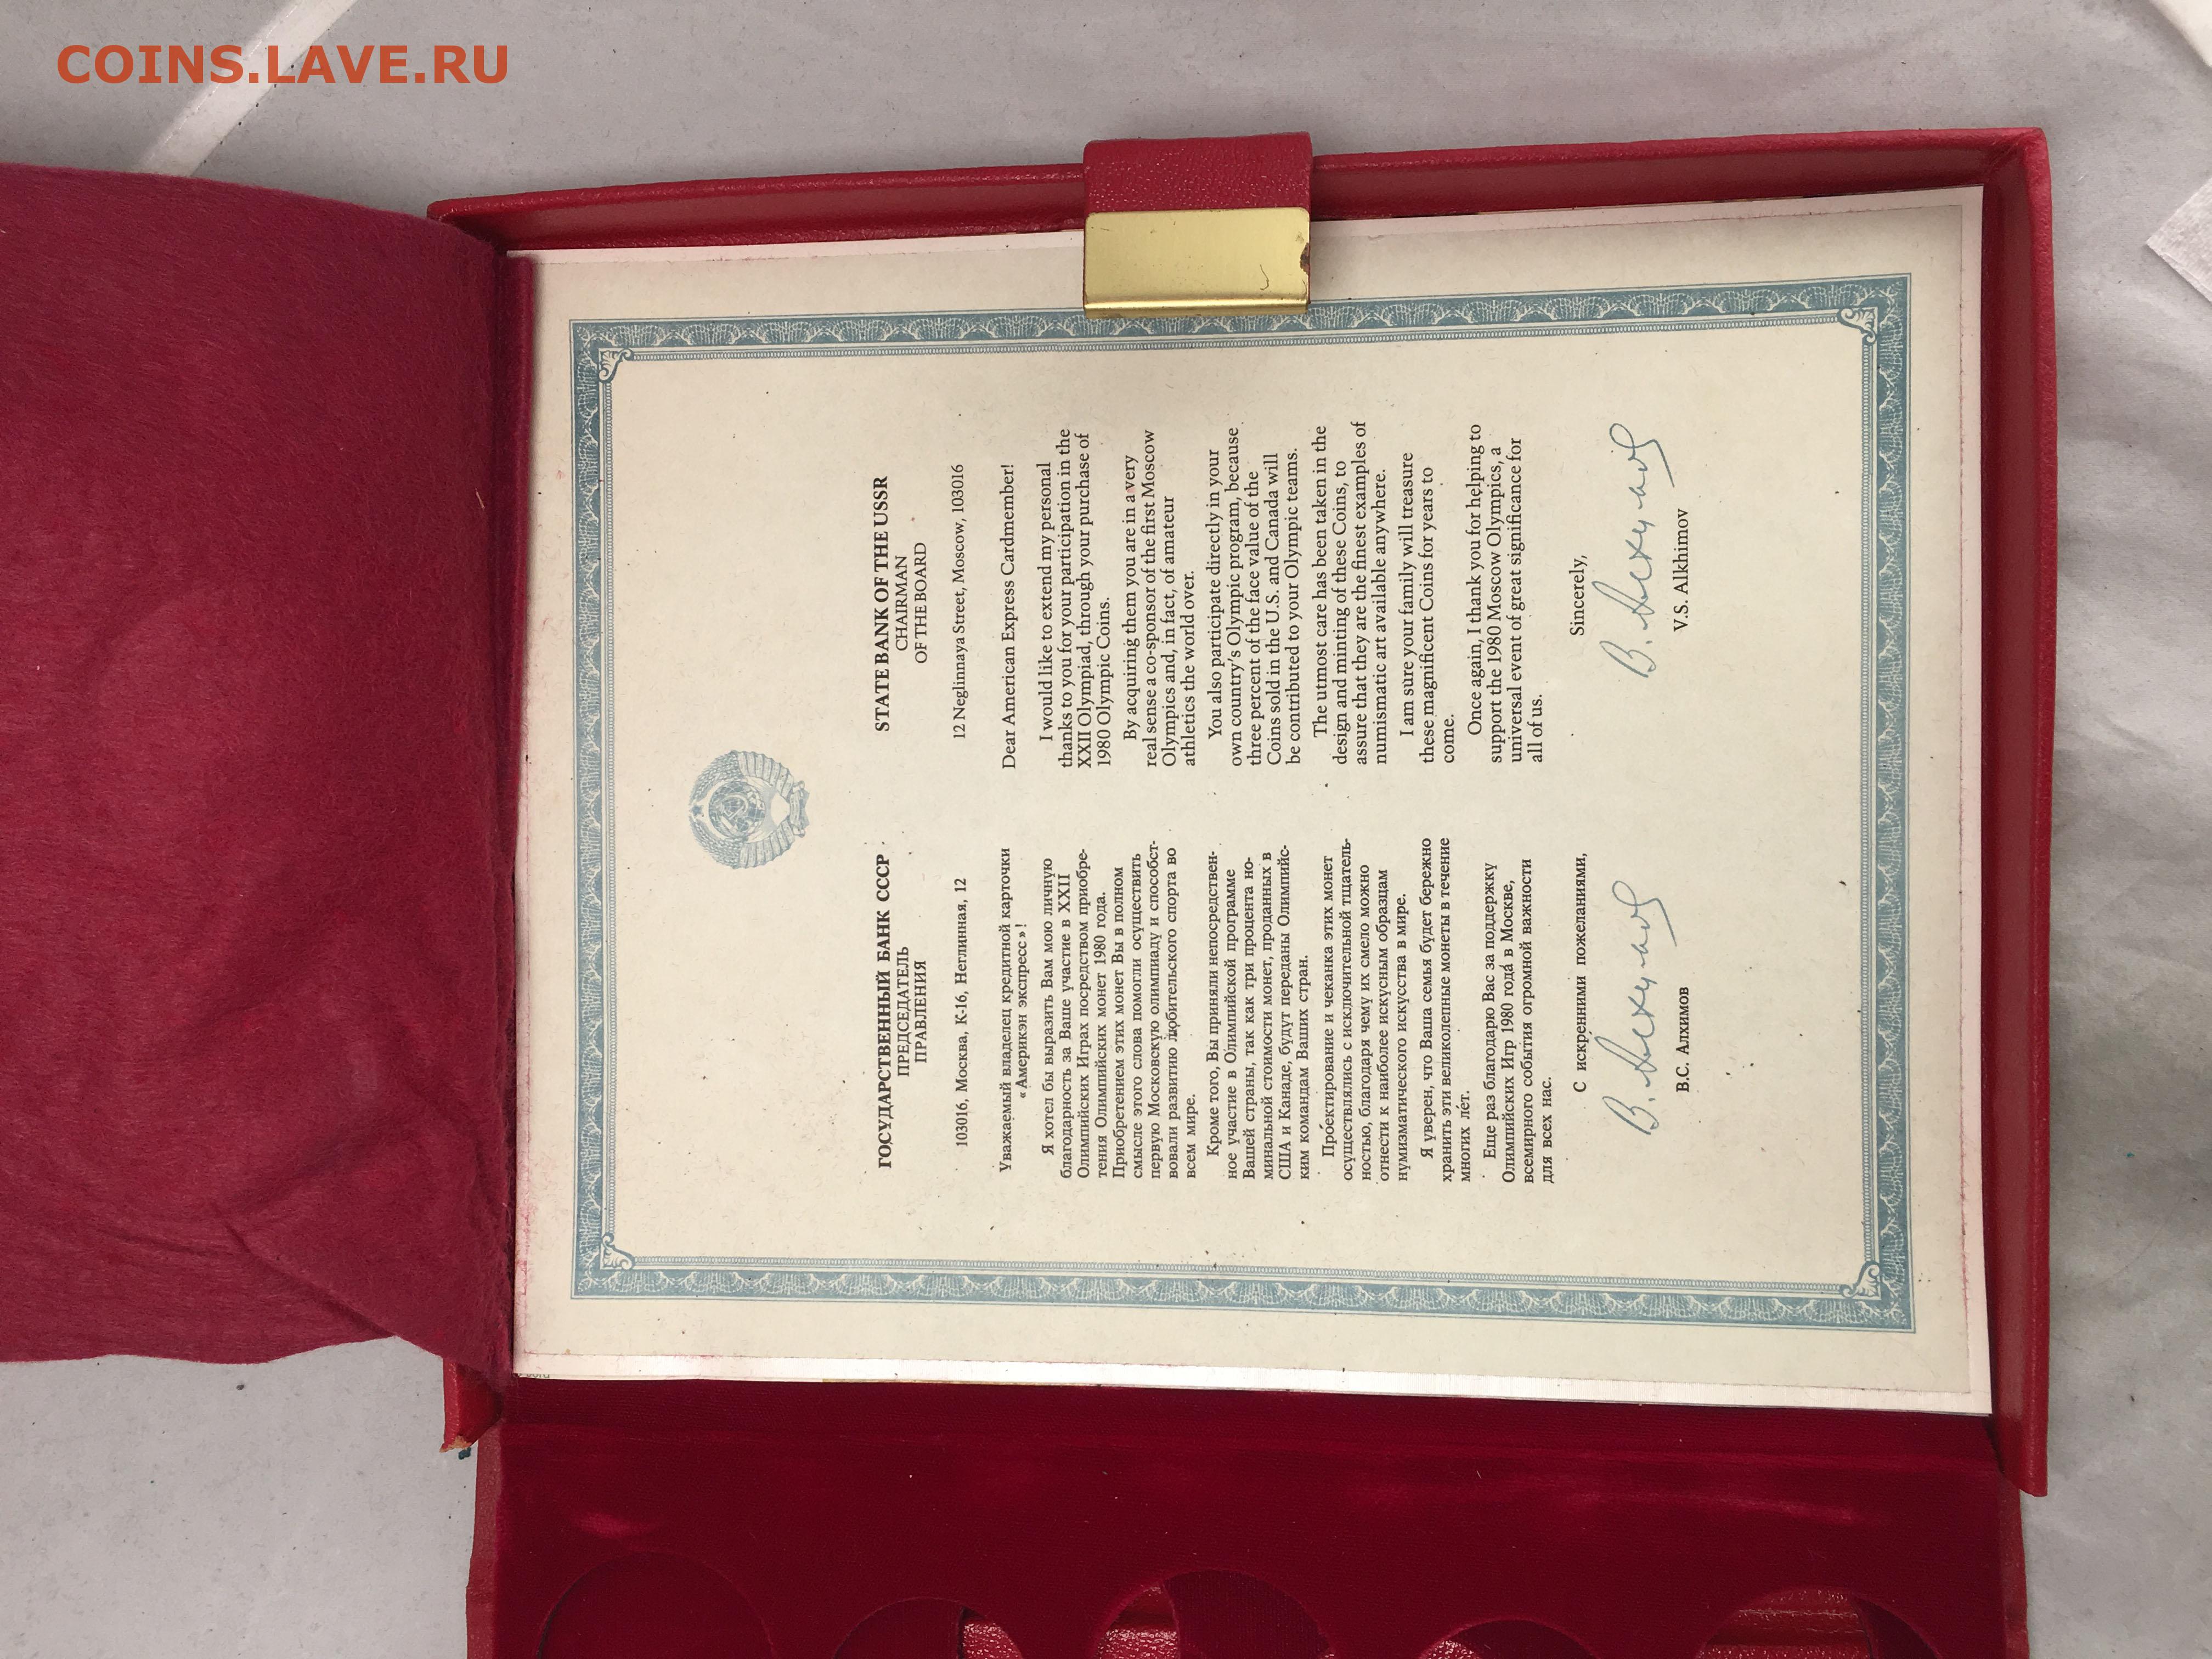 COINS.LAVE.RU
ГОСУДАРСТВЕННЫЙ БАНК СССР
ПРЕДСЕДАТЕЛЬ
ПРАВЛЕНИЯ
103016, Москва, К-16, Неглинная, 12
Уважаемый владелец кредитной карточки
«Америкэн экспресс»!
Я хотел бы выразить Вам мою личную
благодарность за Ваше участие в XXII
Олимпийских Играх посредством приобре-
тения Олимпийских монет 1980 года.
Приобретением этих монет Вы в полном
смысле этого слова помогли осуществить
первую Московскую олимпиаду и способст-
вовали развитию любительского спорта во
всем мире.
Кроме того, Вы приняли непосредствен-
ное участие в Олимпийской программе
Вашей страны, так как три процента но-
минальной стоимости монет, проданных в
США и Канаде, будут переданы Олимпийс-
ким командам Ваших стран.
Проектирование и чеканка этих монет
осуществлялись с исключительной тщатель-
ностью, благодаря чему их смело можно
отнести к наиболее искусным образцам
нумизматического искусства в мире.
Я уверен, что Ваша семья будет бережно
хранить эти великолепные монеты в течение
многих лет.
Еще раз благодарю Вас за поддержку
Олимпийских Игр 1980 года в Москве,
всемирного события огромной важности
для всех нас.
С искренними пожеланиями,
В. Алхимов
В.С. Алхимов
STATE BANK OF THE USSR
CHAIRMAN
OF THE BOARD
12 Neglinnaya Street, Moscow, 103016
Dear American Express Cardmember!
I would like to extend my personal
thanks to you for your participation in the
XXII Olympiad, through your purchase of
1980 Olympic Coins.
By acquiring them you are in a very
real sense a co-sponsor of the first Moscow
Olympics and, in fact, of amateur
athletics the world over.
You also participate directly in your
own country's Olympic program, because
three percent of the face value of the
Coins sold in the U.S. and Canada will
be contributed to your Olympic teams.
The utmost care has been taken in the
design and minting of these Coins, to
assure that they are the finest examples of
numismatic art available anywhere.
I am sure your family will treasure
these magnificent Coins for years to
come.
Once again, I thank you for helping to
support the 1980 Moscow Olympics, a
universal event of great significance for
all of us.
Sincerely,
В. Алхимов
V.S. Alkhimov